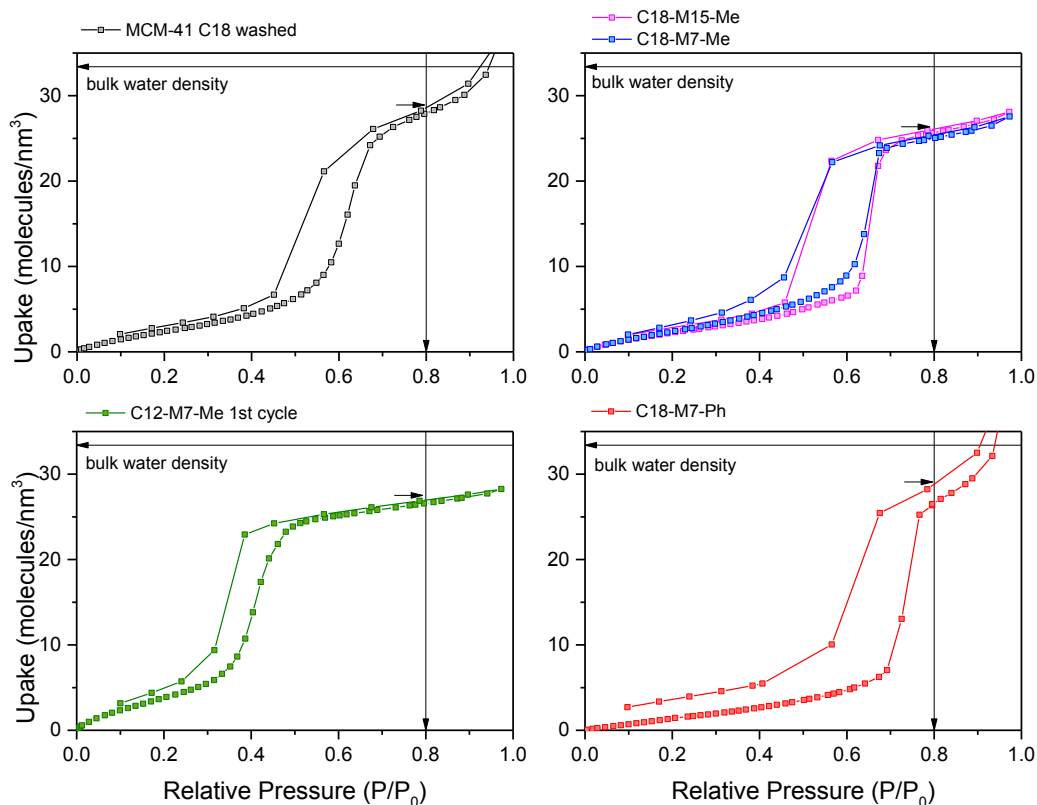 MCM-41 C18 washed
bulk water density
Upake (molecules/nm³)
30
20
10
0
0.0 0.2 0.4 0.6 0.8 1.0
C18-M15-Me
C18-M7-Me
bulk water density
30
20
10
0
0.0 0.2 0.4 0.6 0.8 1.0
C12-M7-Me 1st cycle
bulk water density
Upake (molecules/nm³)
30
20
10
0
0.0 0.2 0.4 0.6 0.8 1.0
Relative Pressure (P/P₀)
C18-M7-Ph
bulk water density
30
20
10
0
0.0 0.2 0.4 0.6 0.8 1.0
Relative Pressure (P/P₀)